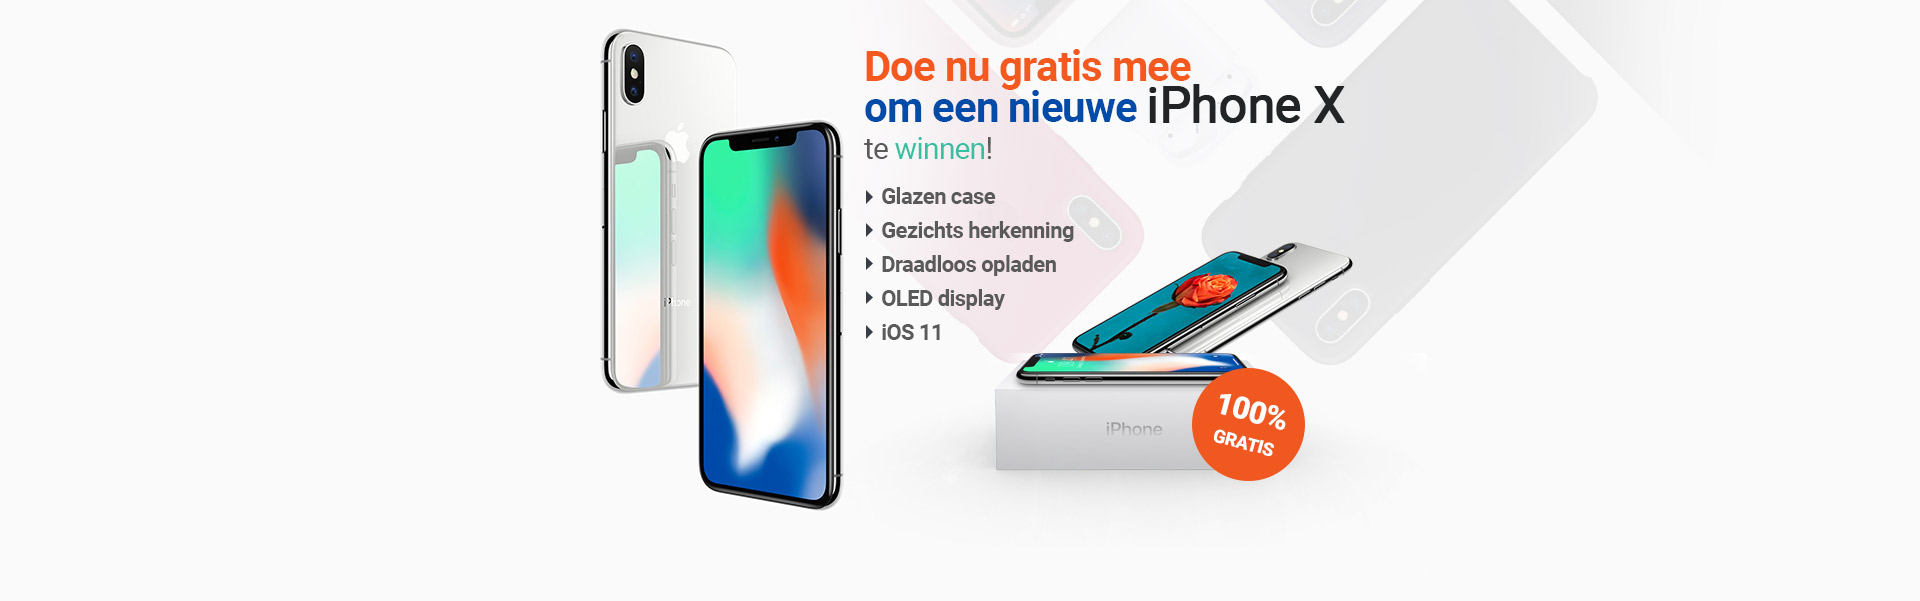 Doe nu gratis mee
om een nieuwe iPhone X
te winnen!
Glazen case
Gezichts herkenning
Draadloos opladen
OLED display
iOS 11
iPhone
iPhone
100%
GRATIS